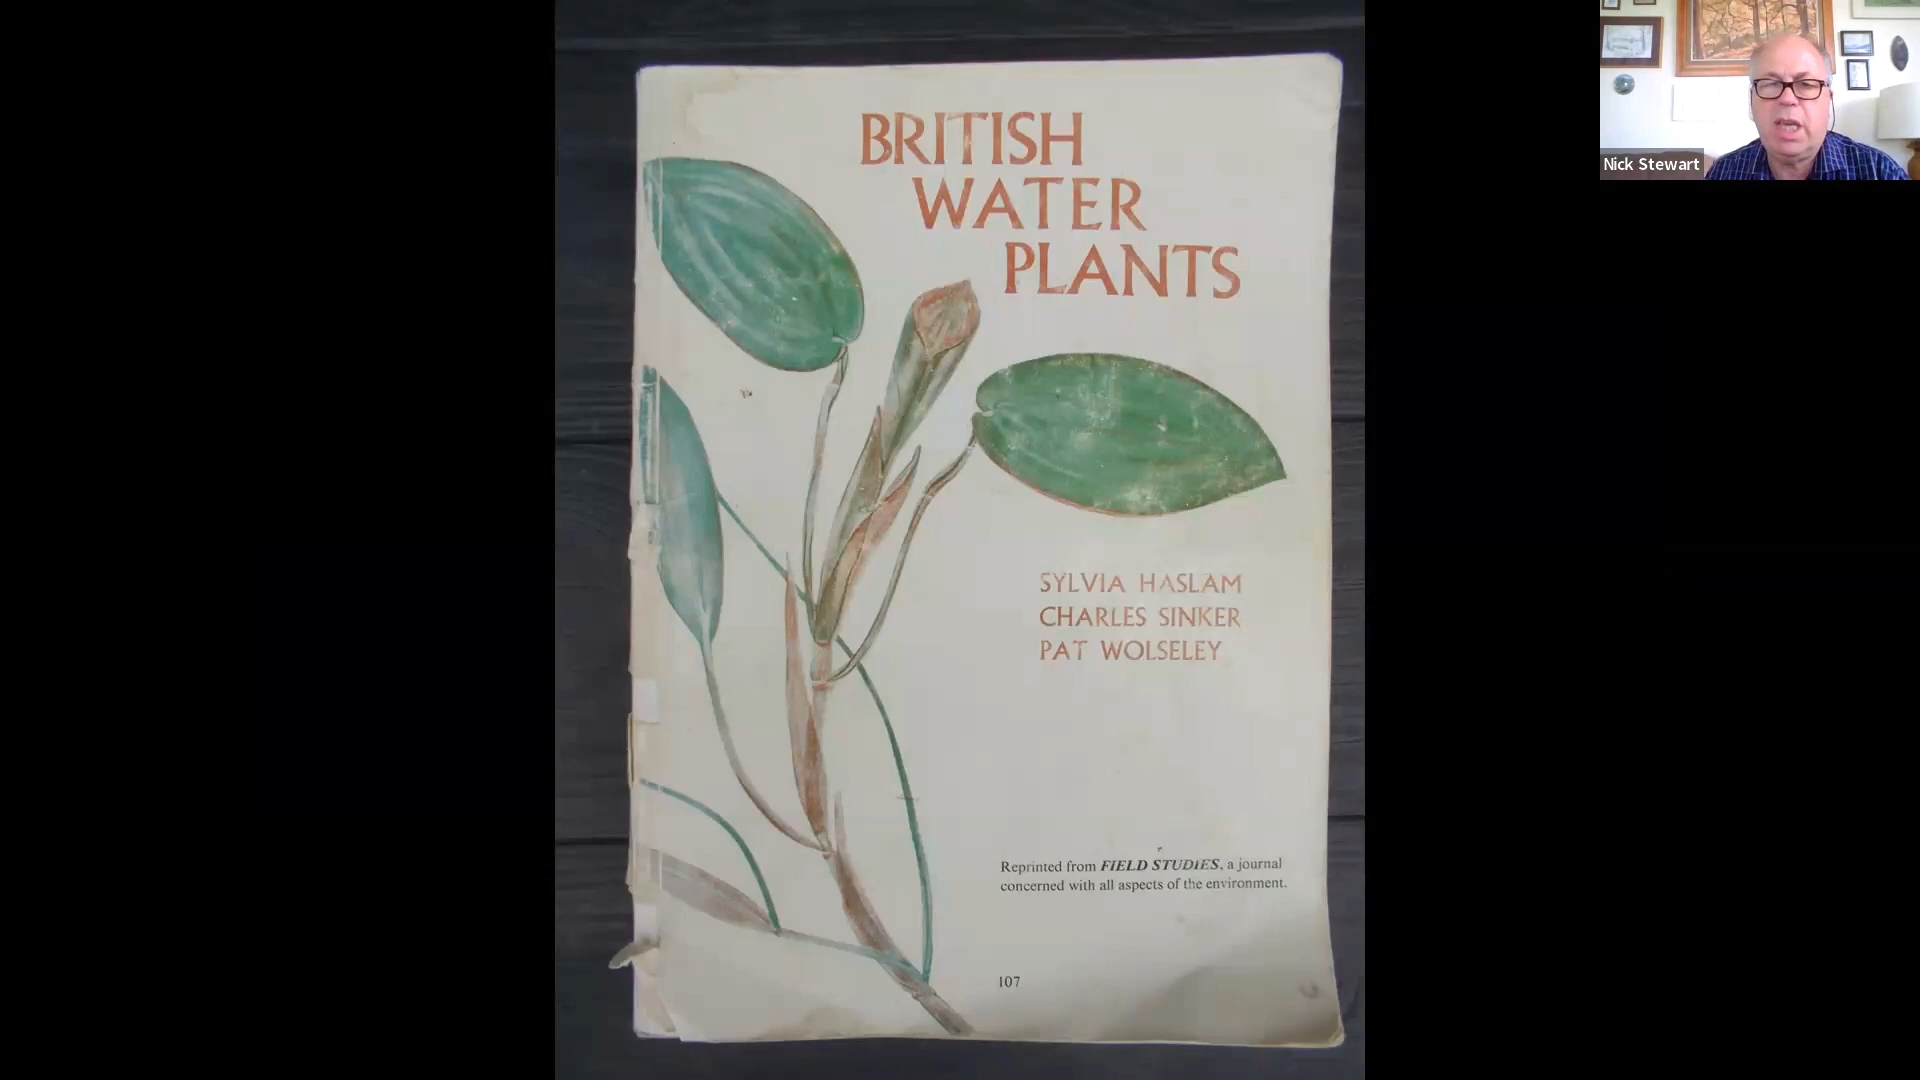 BRITISH
WATER
PLANTS
SYLVIA HASLAM
CHARLES SINKER
PAT WOLSELEY
Reprinted from FIELD STUDIES, a journal
concerned with all aspects of the environment.
107
Nick Stewart